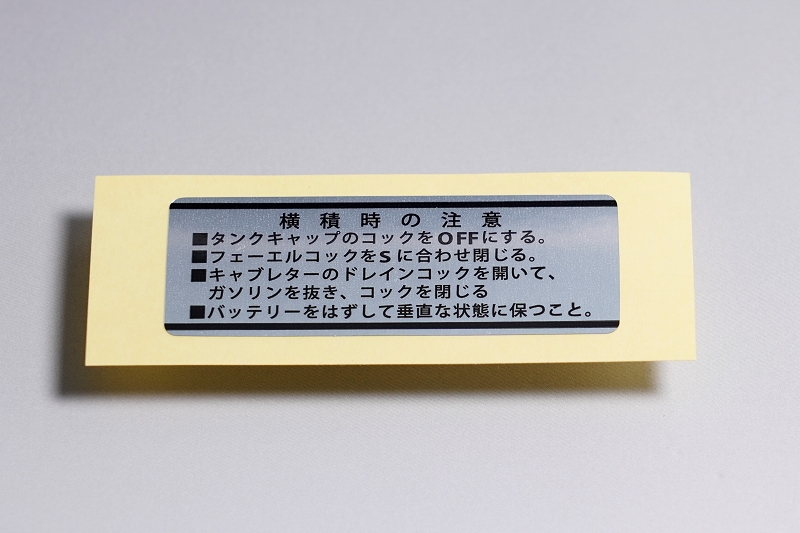 横積時の注意
■タンクキャップのコックをOFFにする。
■フェーエルコックをSに合わせ閉じる。
■キャブレターのドレインコックを開いて、
ガソリンを抜き、コックを閉じる
■バッテリーをはずして垂直な状態に保つこと。